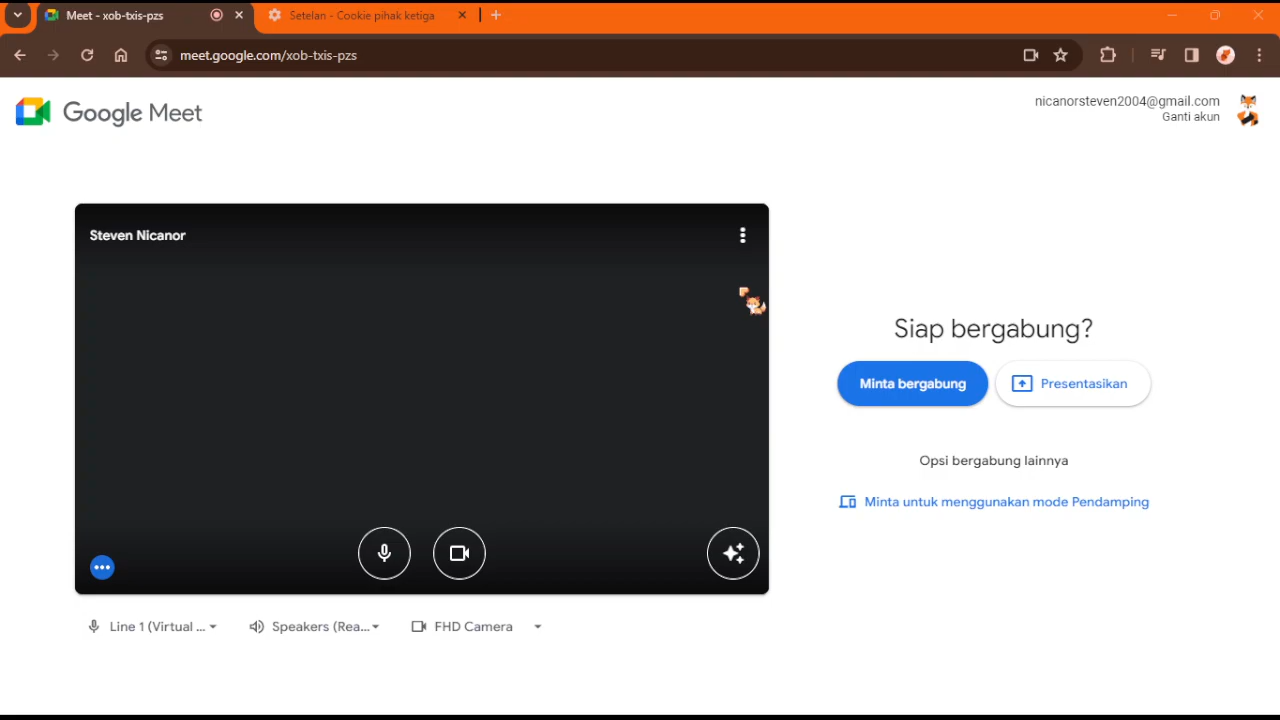 Meet - xob-txis-pzs
Setelan - Cookie pihak ketiga
meet.google.com/xob-txis-pzs
Google Meet
nicanorsteven2004@gmail.com
Ganti akun
Steven Nicanor
Siap bergabung?
Minta bergabung
Presentasikan
Opsi bergabung lainnya
Minta untuk menggunakan mode Pendamping
Line 1 (Virtual ...
Speakers (Rea...
FHD Camera